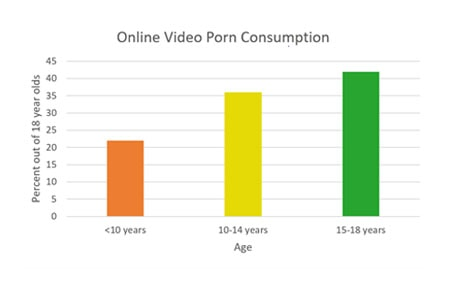 Online Video Porn Consumption
Percent out of 18 year olds
45
40
35
30
25
20
15
10
5
0
<10 years 10-14 years 15-18 years
Age